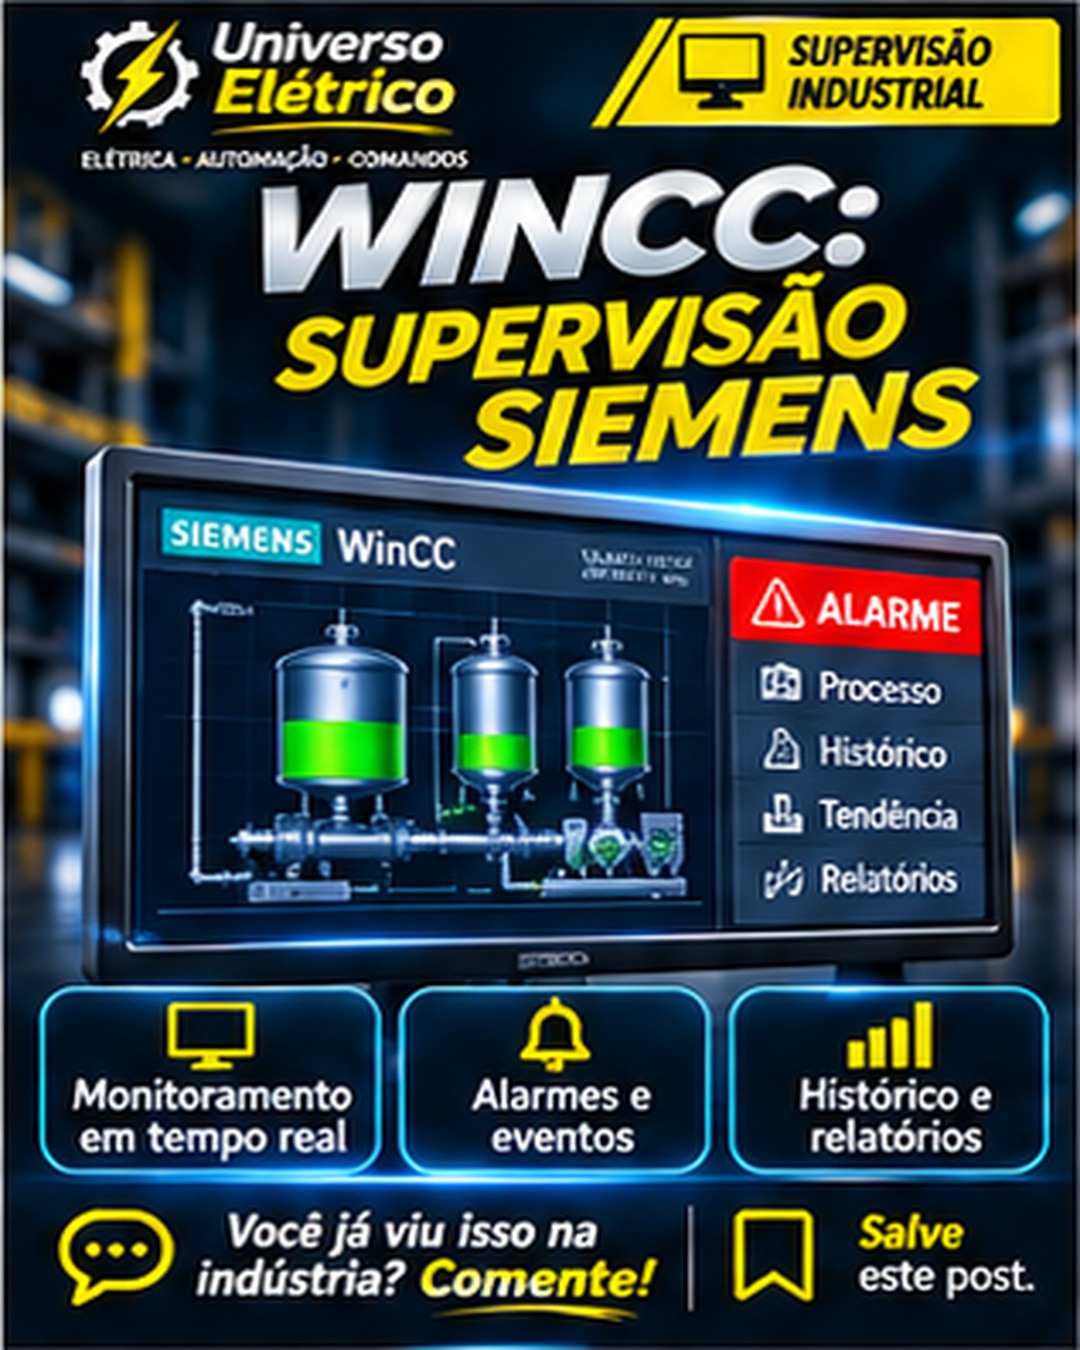 Universo
Elétrico
ELÉTRICA - AUTOMAÇÃO - COMANDOS
SUPERVISÃO
INDUSTRIAL
WINCC:
SUPERVISÃO
SIEMENS
SIEMENS WinCC
ALARME
Processo
Histórico
Tendência
Relatórios
Monitoramento
em tempo real
Alarmes e
eventos
Histórico e
relatórios
Você já viu isso na
indústria? Comente!
Salve
este post.